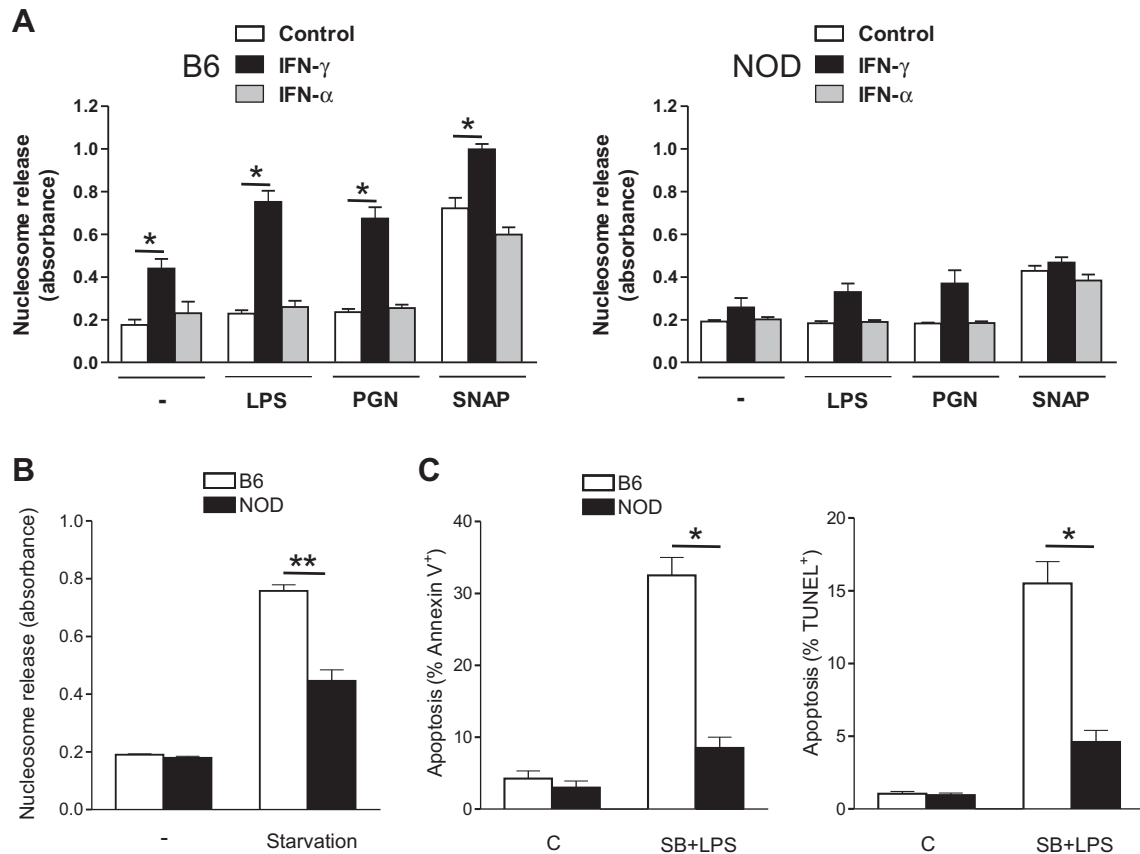 A
B6
Control
IFN-γ
IFN-α
Nucleosome release
(absorbance)
1.2
1.0
0.8
0.6
0.4
0.2
0.0
*
*
*
*
-
LPS
PGN
SNAP
NOD
Control
IFN-γ
IFN-α
Nucleosome release
(absorbance)
1.2
1.0
0.8
0.6
0.4
0.2
0.0
-
LPS
PGN
SNAP
B
B6
NOD
Nucleosome release (absorbance)
1.0
0.8
0.6
0.4
0.2
0.0
**
-
Starvation
C
B6
NOD
Apoptosis (% Annexin V+)
40
30
20
10
0
*
C
SB+LPS
Apoptosis (% TUNEL+)
20
15
10
5
0
*
C
SB+LPS